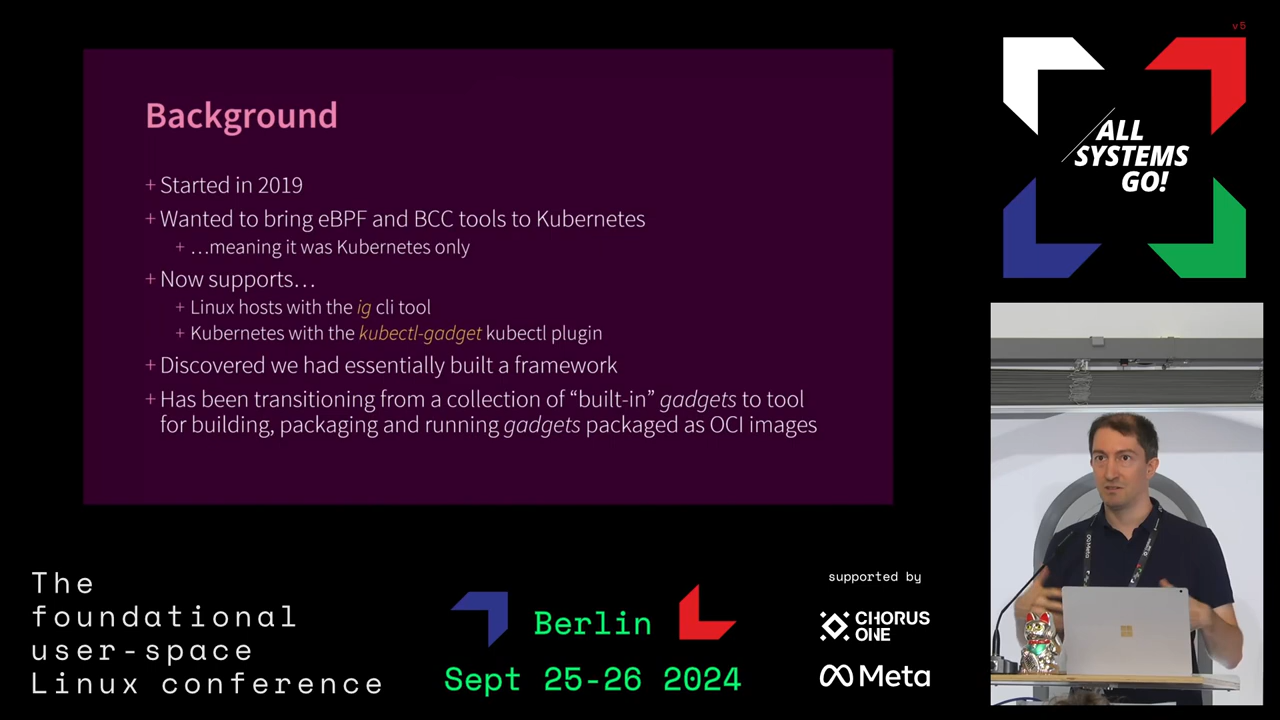 v5
ALL
SYSTEMS
GO!
Background
+ Started in 2019
+ Wanted to bring eBPF and BCC tools to Kubernetes
+ …meaning it was Kubernetes only
+ Now supports…
+ Linux hosts with the ig cli tool
+ Kubernetes with the kubectl-gadget kubectl plugin
+ Discovered we had essentially built a framework
+ Has been transitioning from a collection of “built-in” gadgets to tool
for building, packaging and running gadgets packaged as OCI images
The
foundational
user-space
Linux conference
Berlin
Sept 25-26 2024
supported by
CHORUS
ONE
Meta